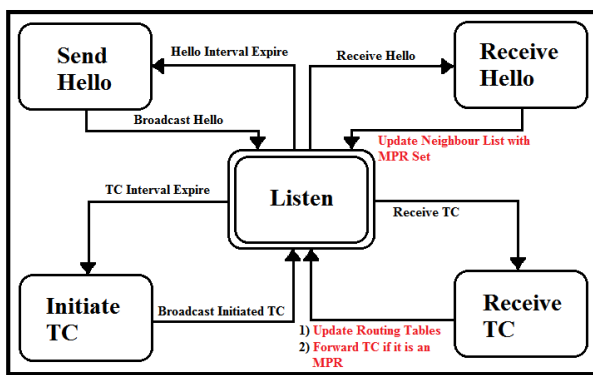 Send
Hello
Hello Interval Expire
Receive Hello
Receive
Hello
Broadcast Hello
Update Neighbour List with
MPR Set
TC Interval Expire
Listen
Receive TC
Initiate
TC
Broadcast Initiated TC
1) Update Routing Tables
2) Forward TC if it is an
MPR
Receive
TC